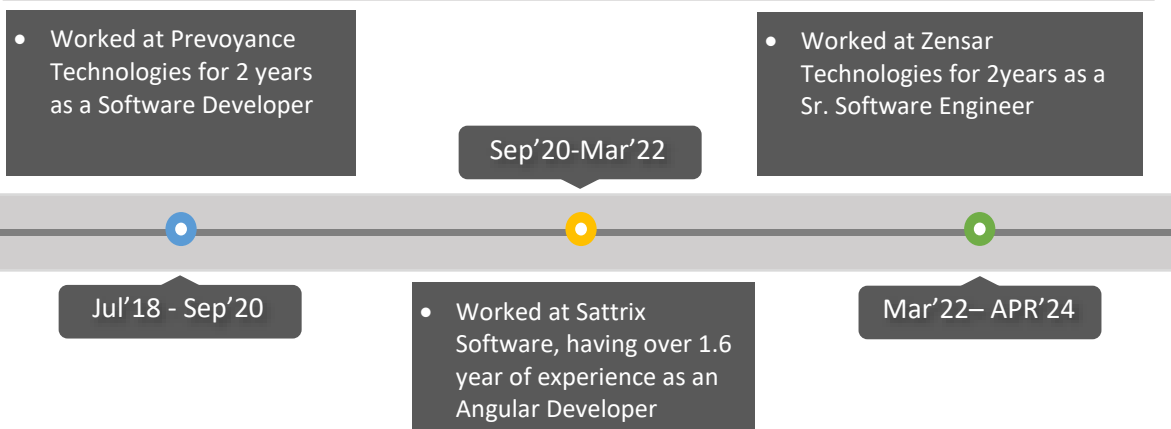 • Worked at Prevoyance
Technologies for 2 years
as a Software Developer
Jul’18 - Sep’20
Sep’20-Mar’22
• Worked at Sattrix
Software, having over 1.6
year of experience as an
Angular Developer
• Worked at Zensar
Technologies for 2years as a
Sr. Software Engineer
Mar’22– APR’24